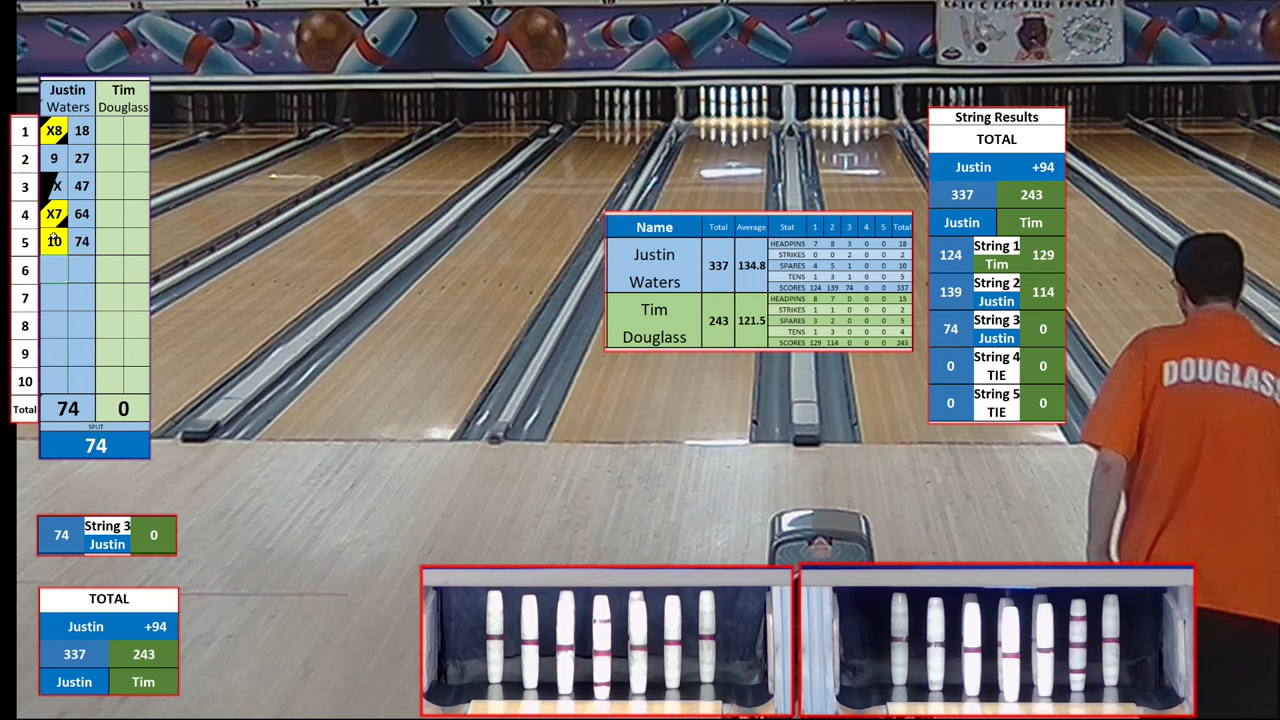 Justin Tim
Waters Douglass
1 X8 18
2 9 27
3 X 47
4 X7 64
5 10 74
6
7
8
9
10
Total 74 0
SPLIT
74
74 String 3 0
Justin
TOTAL
Justin +94
337 243
Justin Tim
Name Total Average Stat 1 2 3 4 5 Total
Justin Waters 337 134.8
HEADPINS 7 8 3 0 0 18
STRIKES 0 0 2 0 0 2
SPARES 4 5 1 0 0 10
TENS 1 3 1 0 0 5
SCORES 124 139 74 0 0 337
Tim Douglass 243 121.5
HEADPINS 8 7 0 0 0 15
STRIKES 1 1 0 0 0 2
SPARES 3 2 0 0 0 5
TENS 1 3 0 0 0 4
SCORES 129 114 0 0 0 243
String Results
TOTAL
Justin +94
337 243
Justin Tim
124 String 1 129
Tim
139 String 2 114
Justin
74 String 3 0
Justin
0 String 4 0
TIE
0 String 5 0
TIE
DOUGLAS